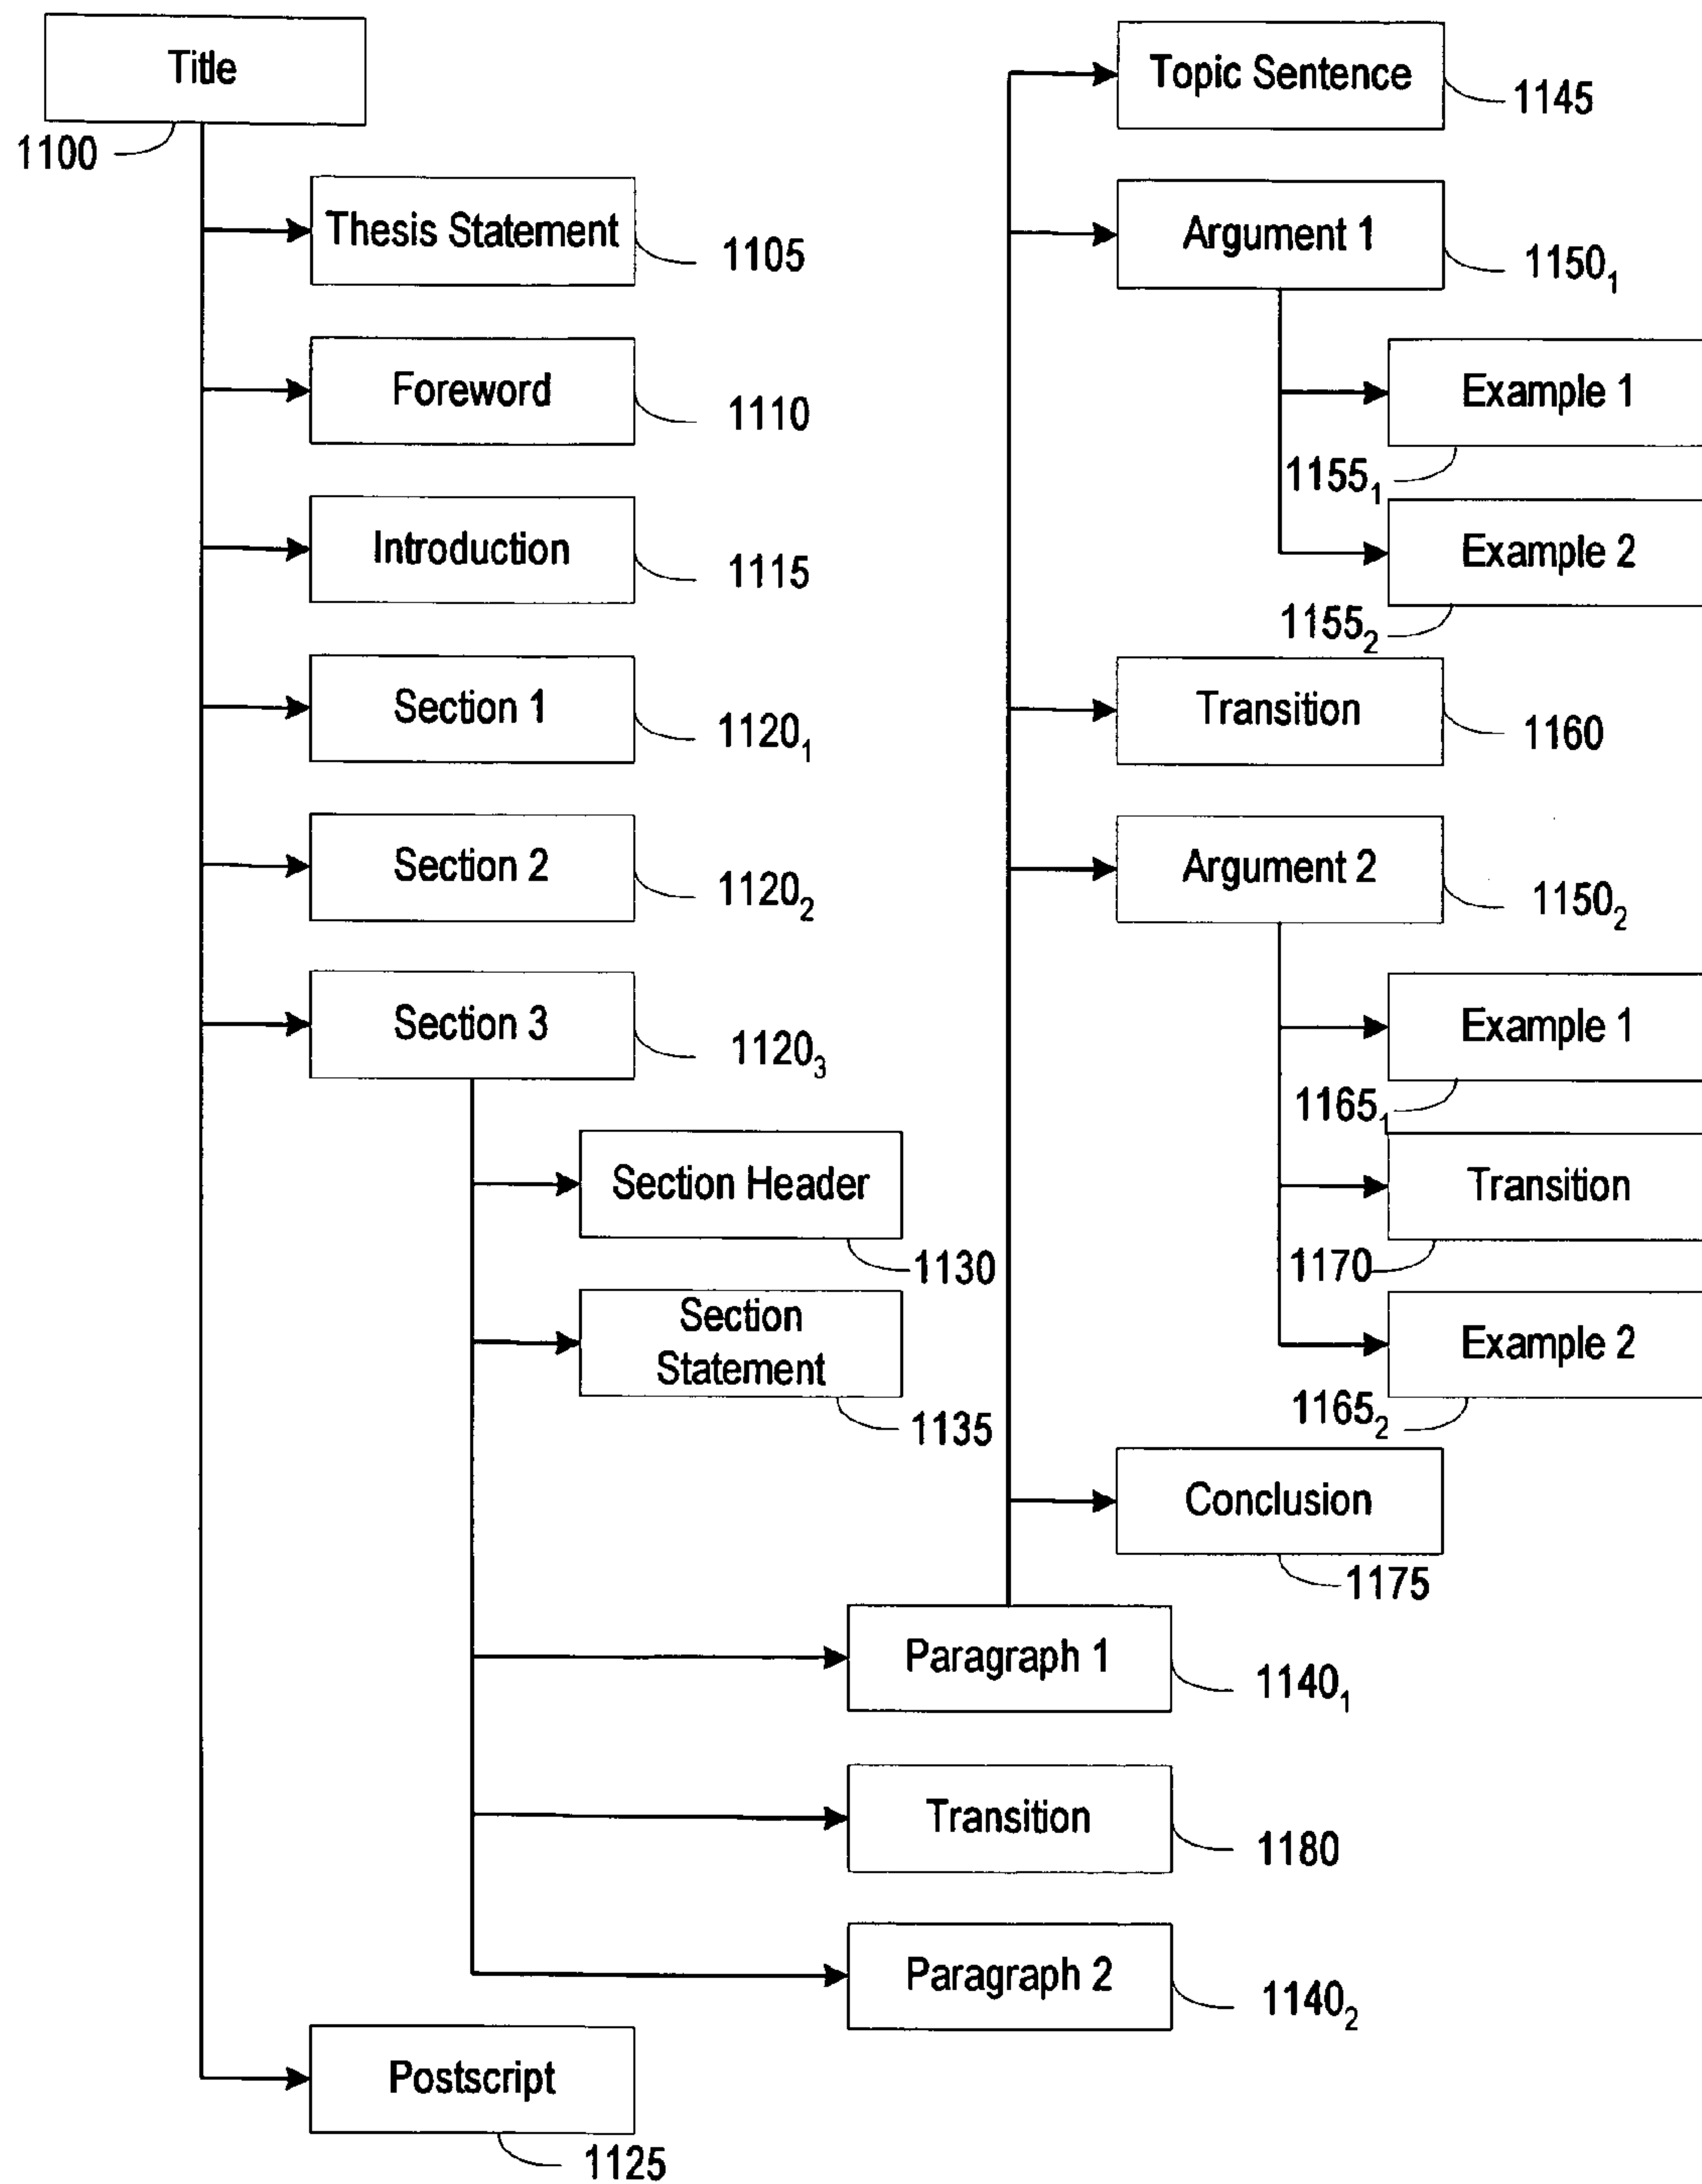 Title
1100
Thesis Statement
1105
Foreword
1110
Introduction
1115
Section 1
1120₁
Section 2
1120₂
Section 3
1120₃
Section Header
1130
Section
Statement
1135
Paragraph 1
1140₁
Transition
1180
Paragraph 2
1140₂
Postscript
1125
Topic Sentence
1145
Argument 1
1150₁
Example 1
1155₁
Example 2
1155₂
Transition
1160
Argument 2
1150₂
Example 1
1165₁
Transition
1170
Example 2
1165₂
Conclusion
1175